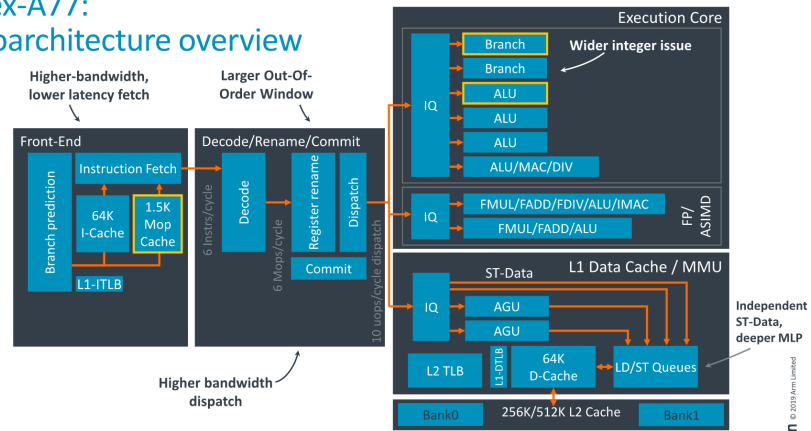 ex-A77:
oarchitecture overview
Higher-bandwidth,
lower latency fetch
Larger Out-Of-
Order Window
Front-End
Branch prediction
Instruction Fetch
64K
I-Cache
1.5K
Mop
Cache
L1-ITLB
Decode/Rename/Commit
6 Instrs/cycle
Decode
6 Mops/cycle
Register rename
Dispatch
Commit
10 uops/cycle dispatch
Higher bandwidth
dispatch
Execution Core
IQ
Branch
Branch
ALU
ALU
ALU
ALU/MAC/DIV
Wider integer issue
IQ
FMUL/FADD/FDIV/ALU/IMAC
FMUL/FADD/ALU
FP/
ASIMD
L1 Data Cache / MMU
ST-Data
IQ
AGU
AGU
L2 TLB
L1-DTLB
64K
D-Cache
LD/ST Queues
Independent
ST-Data,
deeper MLP
Bank0
256K/512K L2 Cache
Bank1
© 2019 Arm Limited